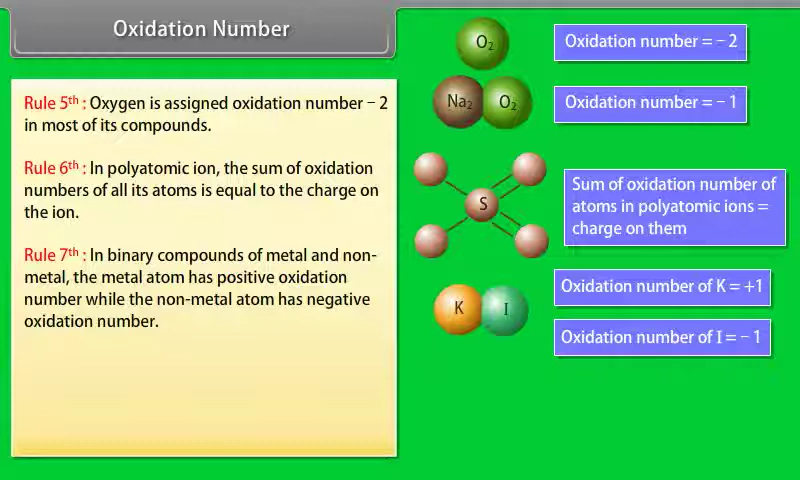 Oxidation Number
Rule 5th : Oxygen is assigned oxidation number – 2
in most of its compounds.
Rule 6th : In polyatomic ion, the sum of oxidation
numbers of all its atoms is equal to the charge on
the ion.
Rule 7th : In binary compounds of metal and non-
metal, the metal atom has positive oxidation
number while the non-metal atom has negative
oxidation number.
O2
Oxidation number = – 2
Na2 O2
Oxidation number = – 1
S
Sum of oxidation number of
atoms in polyatomic ions =
charge on them
K I
Oxidation number of K = +1
Oxidation number of I = – 1